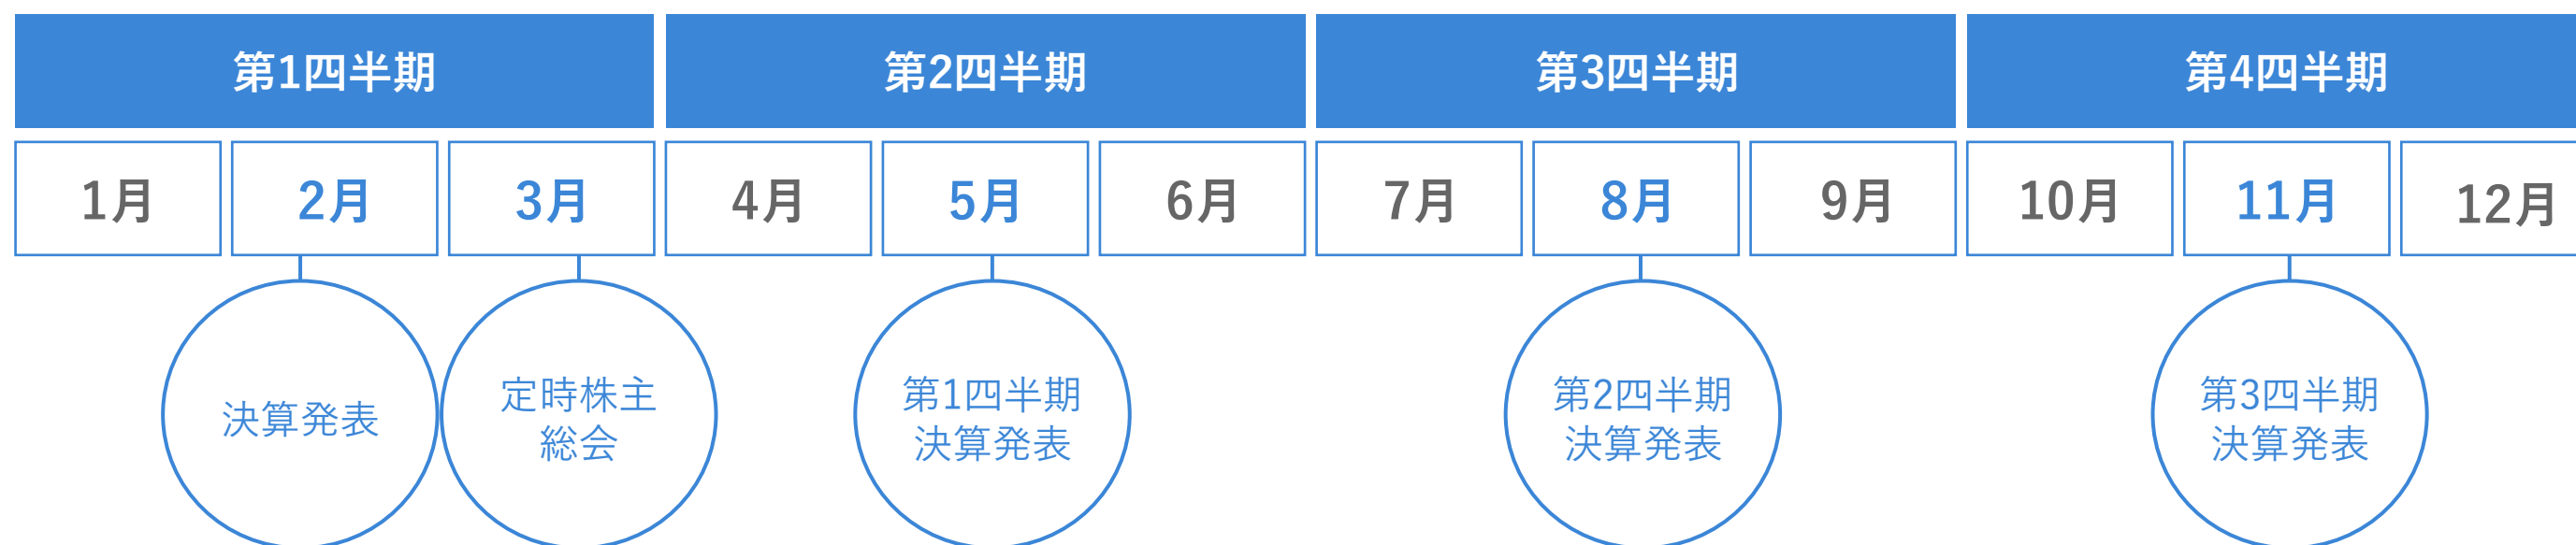 第1四半期
第2四半期
第3四半期
第4四半期
1月
2月
3月
4月
5月
6月
7月
8月
9月
10月
11月
12月
決算発表
定時株主
総会
第1四半期
決算発表
第2四半期
決算発表
第3四半期
決算発表